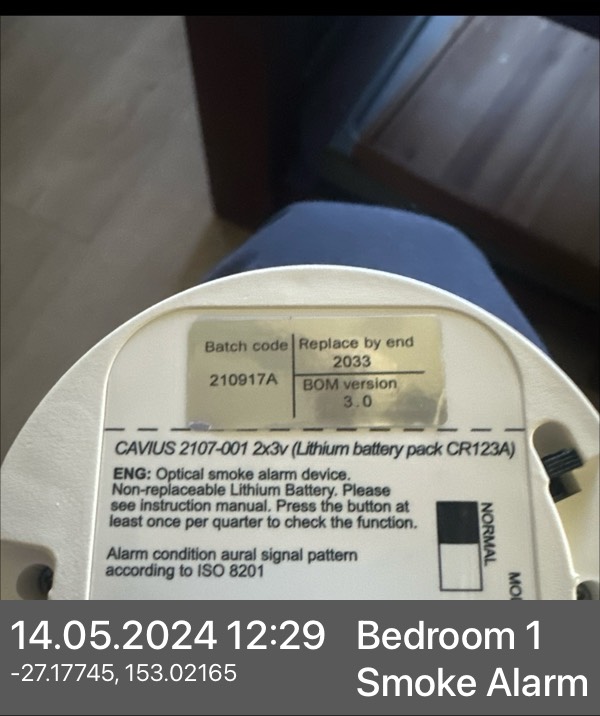 Batch code
210917A
Replace by end
2033
BOM version
3.0
CAVIUS 2107-001 2x3v (Lithium battery pack CR123A)
ENG: Optical smoke alarm device.
Non-replaceable Lithium Battery. Please
see instruction manual. Press the button at
least once per quarter to check the function.
Alarm condition aural signal pattern
according to ISO 8201
NORMAL
14.05.2024 12:29
-27.17745, 153.02165
Bedroom 1
Smoke Alarm